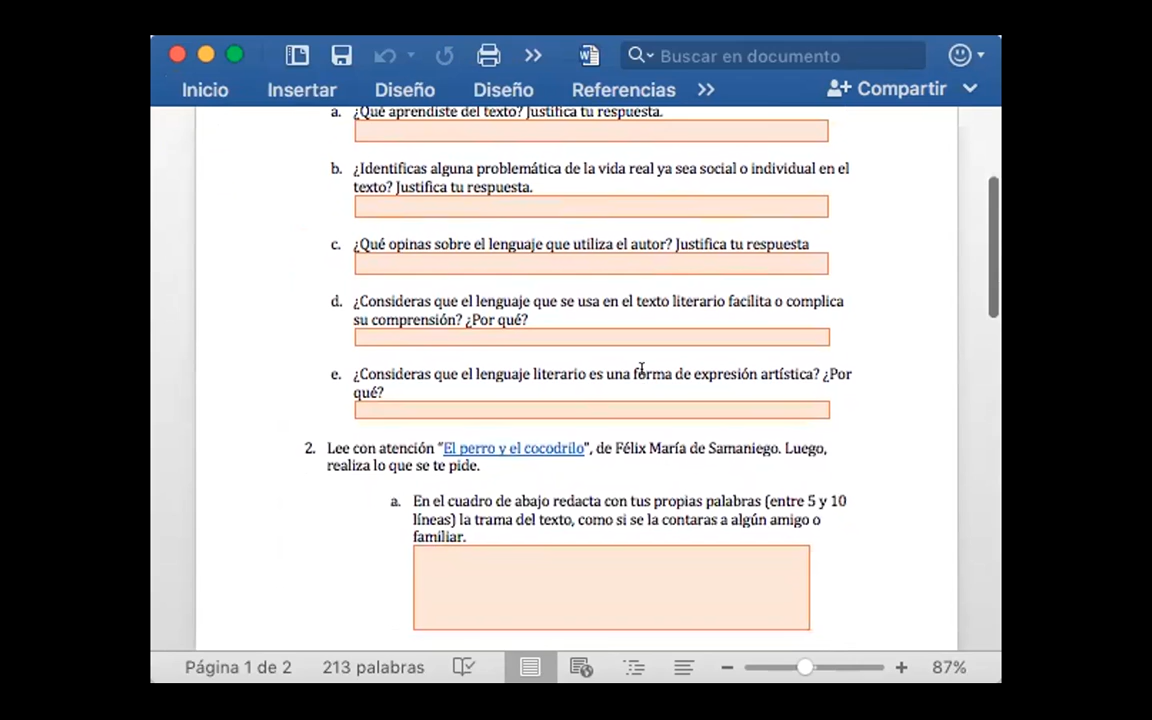 Buscar en documento
Inicio
Insertar
Diseño
Diseño
Referencias
Compartir
a. ¿Qué aprendiste del texto? Justifica tu respuesta.
b. ¿Identificas alguna problemática de la vida real ya sea social o individual en el
texto? Justifica tu respuesta.
c. ¿Qué opinas sobre el lenguaje que utiliza el autor? Justifica tu respuesta
d. ¿Consideras que el lenguaje que se usa en el texto literario facilita o complica
su comprensión? ¿Por qué?
e. ¿Consideras que el lenguaje literario es una forma de expresión artística? ¿Por
qué?
2. Lee con atención "El perro y el cocodrilo", de Félix María de Samaniego. Luego,
realiza lo que se te pide.
a. En el cuadro de abajo redacta con tus propias palabras (entre 5 y 10
líneas) la trama del texto, como si se la contaras a algún amigo o
familiar.
Página 1 de 2
213 palabras
87%